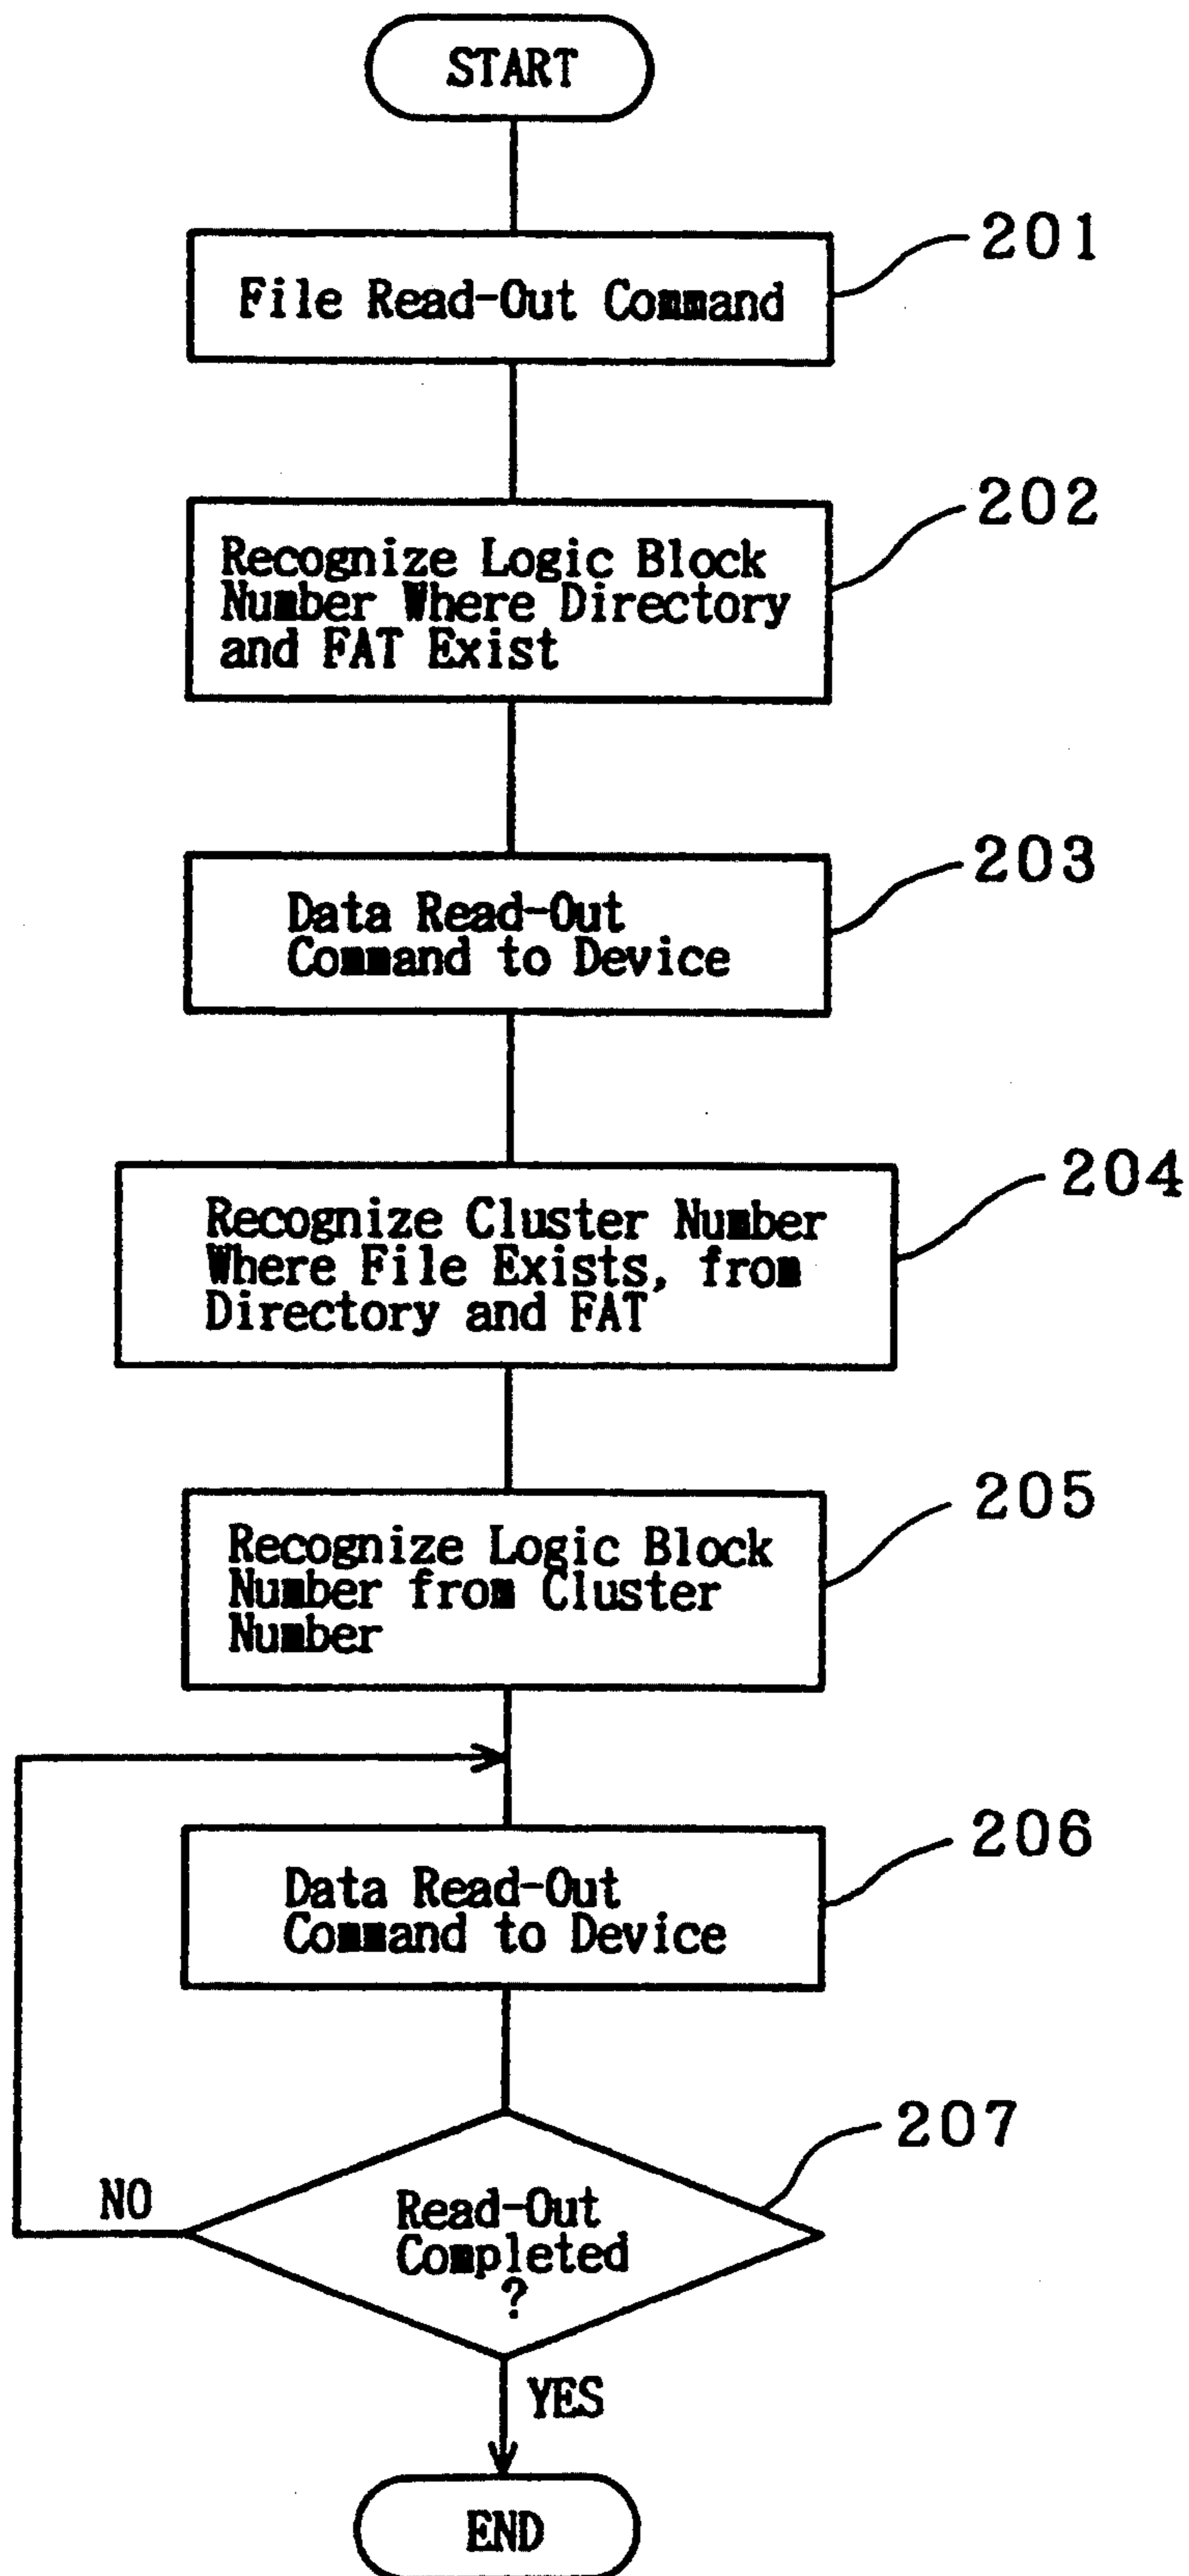 START
File Read-Out Command
201
Recognize Logic Block
Number Where Directory
and FAT Exist
202
Data Read-Out
Command to Device
203
Recognize Cluster Number
Where File Exists, from
Directory and FAT
204
Recognize Logic Block
Number from Cluster
Number
205
Data Read-Out
Command to Device
206
Read-Out
Completed
?
207
NO
YES
END